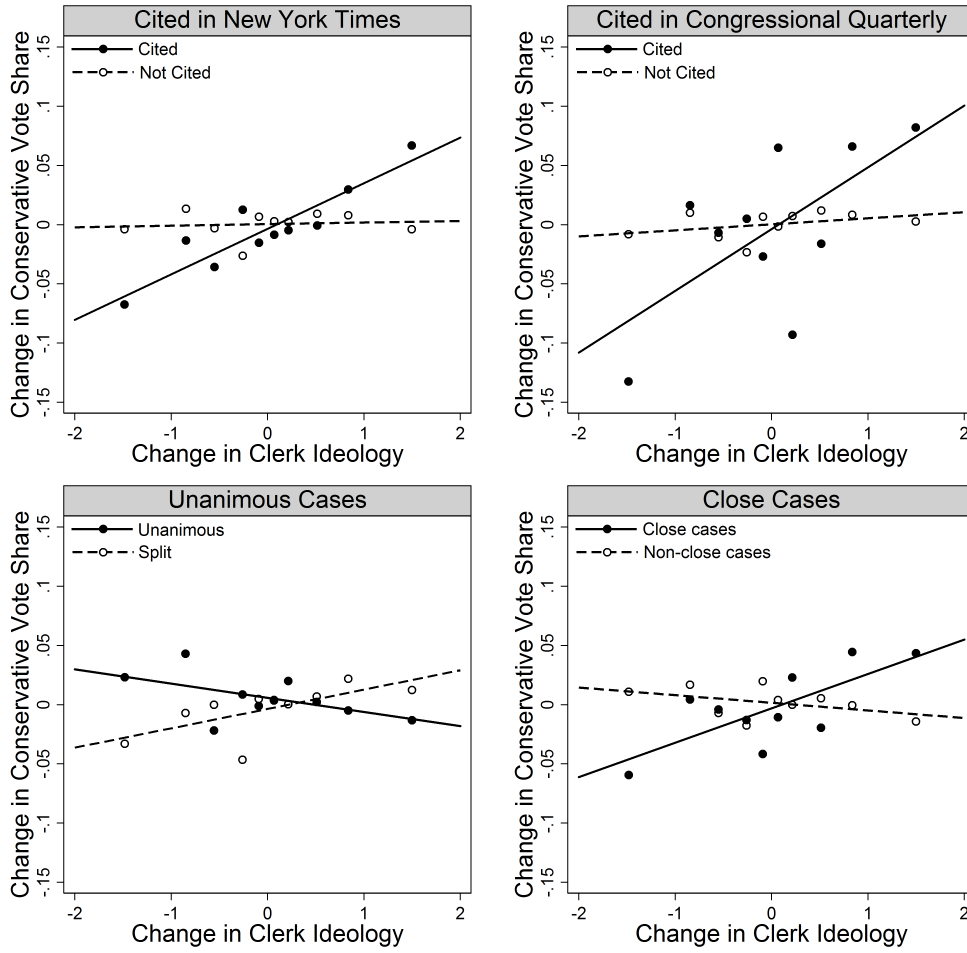 Cited in New York Times
Cited
Not Cited
Change in Conservative Vote Share
.15
.1
.05
0
-.05
-.1
-.15
-2
-1
0
1
2
Change in Clerk Ideology
Cited in Congressional Quarterly
Cited
Not Cited
Change in Conservative Vote Share
.15
.1
.05
0
-.05
-.1
-.15
-2
-1
0
1
2
Change in Clerk Ideology
Unanimous Cases
Unanimous
Split
Change in Conservative Vote Share
.15
.1
.05
0
-.05
-.1
-.15
-2
-1
0
1
2
Change in Clerk Ideology
Close Cases
Close cases
Non-close cases
Change in Conservative Vote Share
.15
.1
.05
0
-.05
-.1
-.15
-2
-1
0
1
2
Change in Clerk Ideology